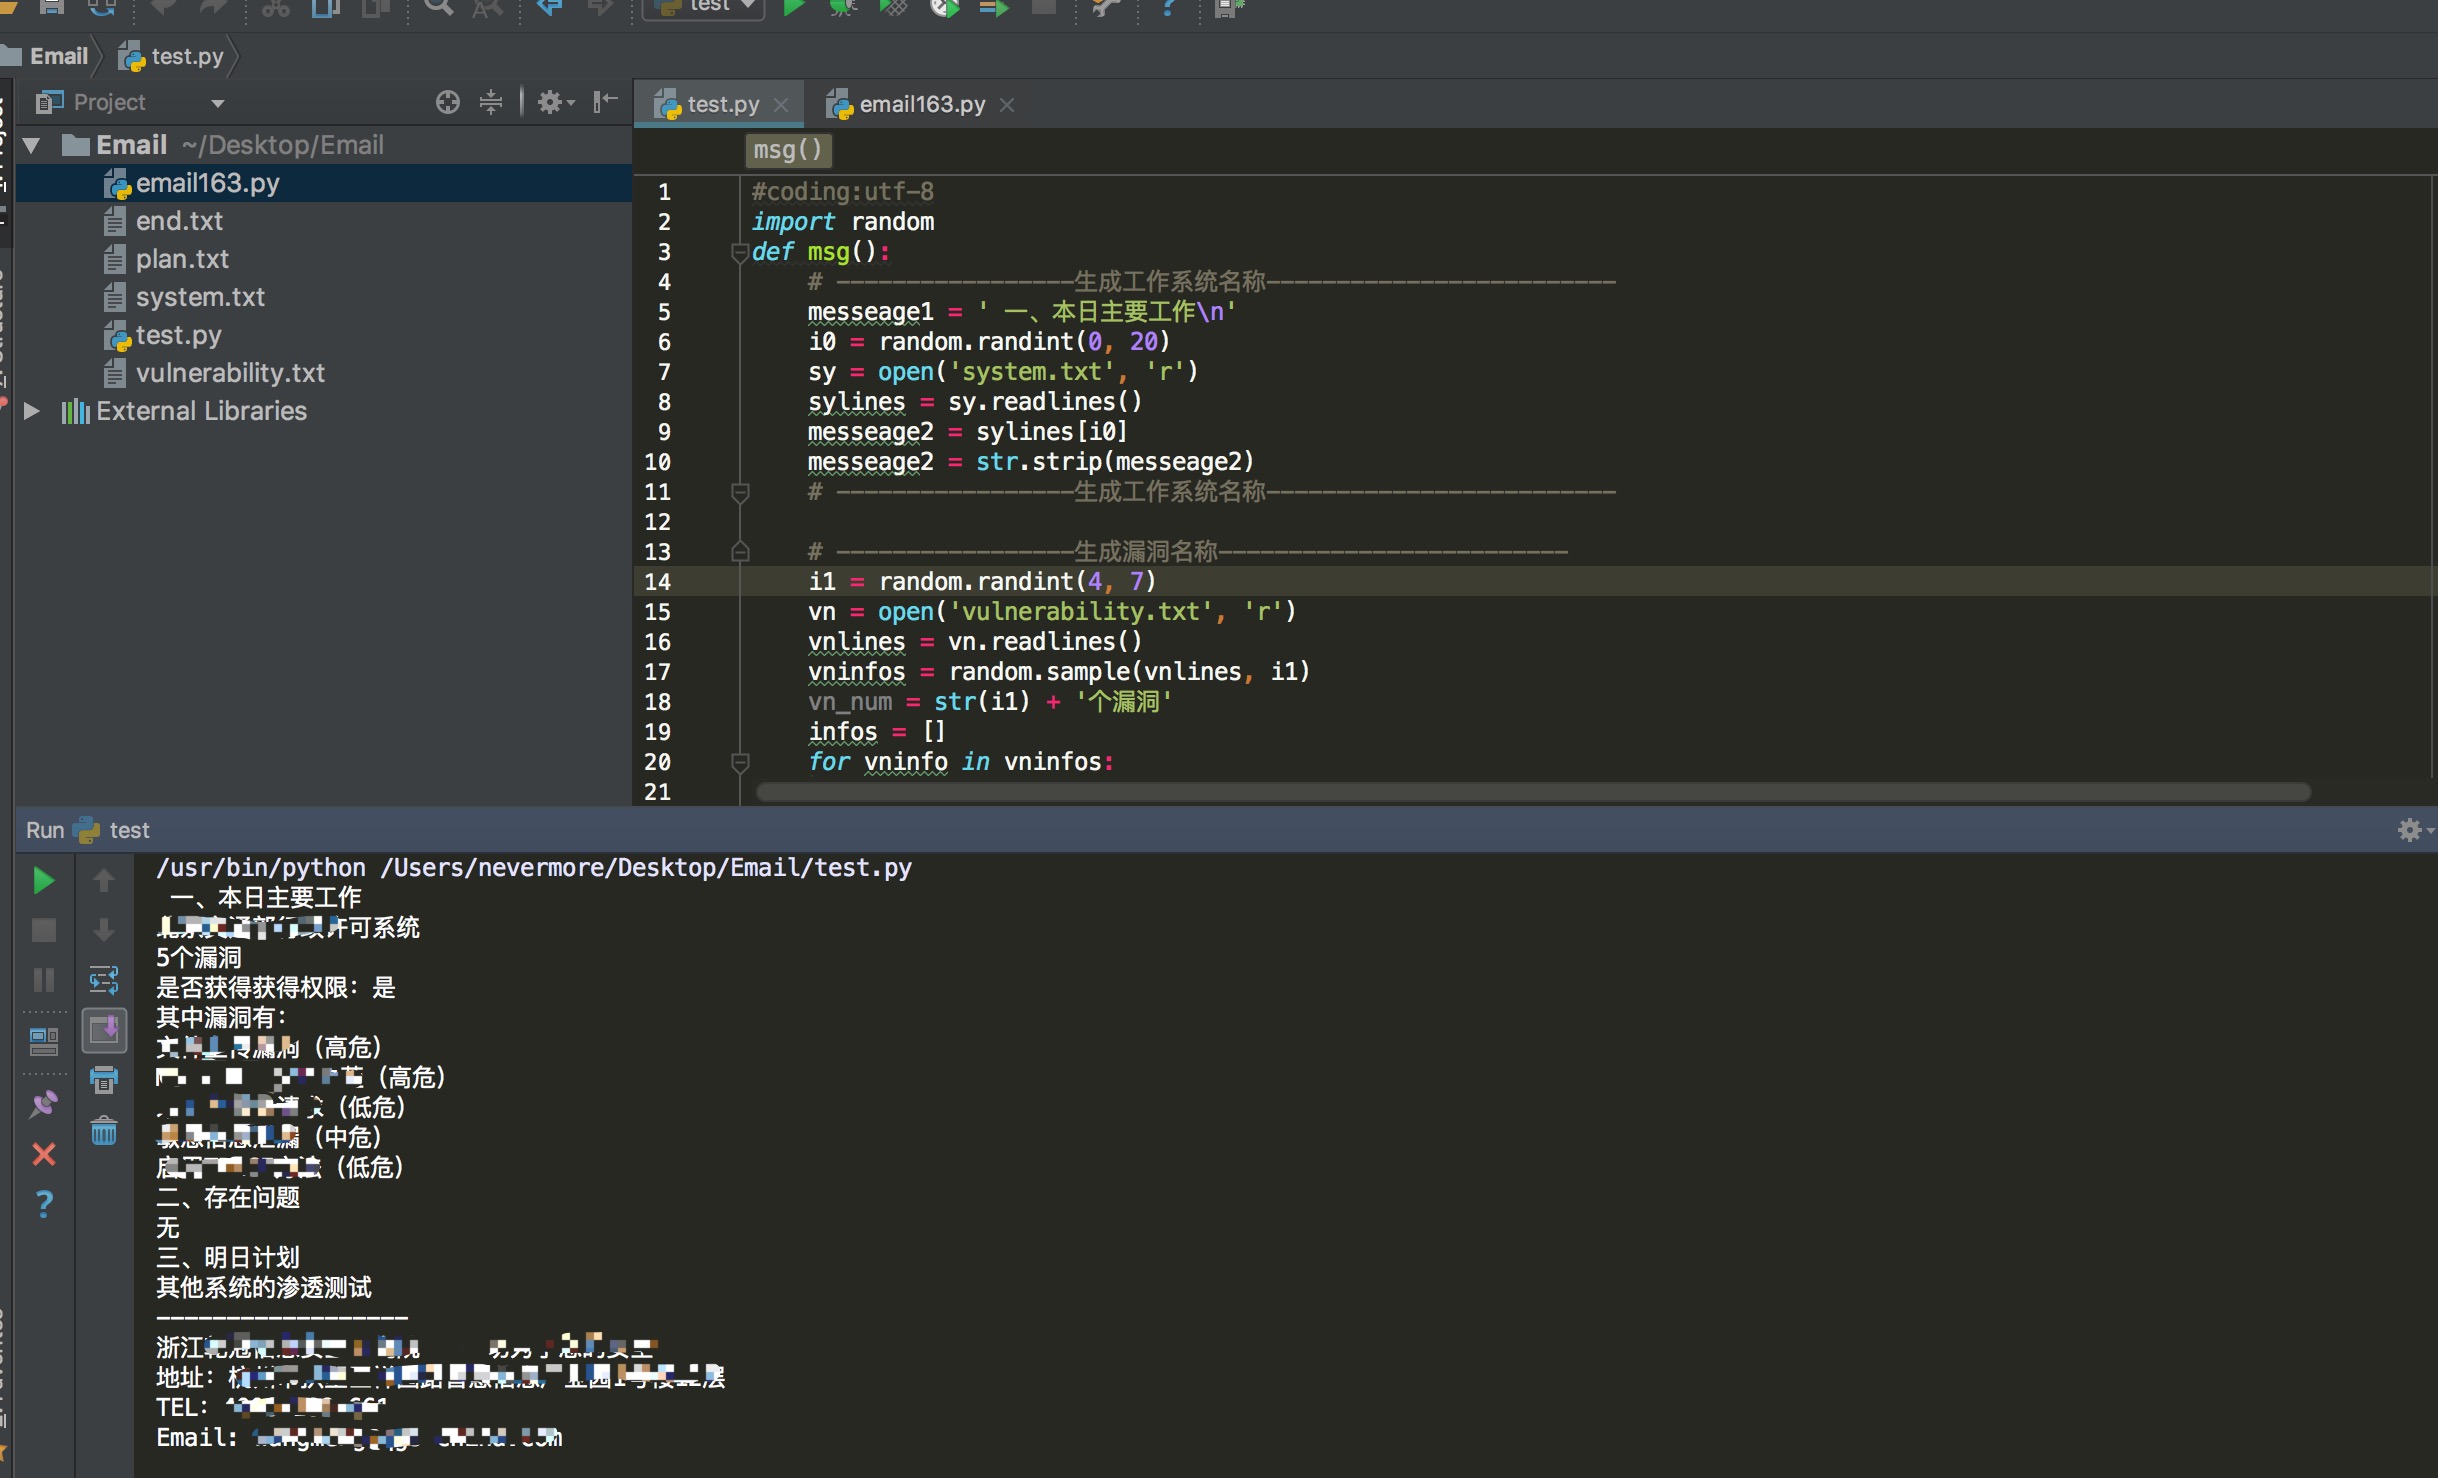 test
Email
test.py
Project
test.py
email163.py
Email ~/Desktop/Email
email163.py
end.txt
plan.txt
system.txt
test.py
vulnerability.txt
External Libraries
msg()
1 #coding:utf-8
2 import random
3 def msg():
4 # -----------------生成工作系统名称-------------------------
5 messeage1 = ' 一、本日主要工作\n'
6 i0 = random.randint(0, 20)
7 sy = open('system.txt', 'r')
8 sylines = sy.readlines()
9 messeage2 = sylines[i0]
10 messeage2 = str.strip(messeage2)
11 # -----------------生成工作系统名称-------------------------
12
13 # -----------------生成漏洞名称-------------------------
14 i1 = random.randint(4, 7)
15 vn = open('vulnerability.txt', 'r')
16 vnlines = vn.readlines()
17 vninfos = random.sample(vnlines, i1)
18 vn_num = str(i1) + '个漏洞'
19 infos = []
20 for vninfo in vninfos:
21
Run test
/usr/bin/python /Users/nevermore/Desktop/Email/test.py
一、本日主要工作
许可系统
5个漏洞
是否获得获得权限：是
其中漏洞有：
（高危）
（高危）
（低危）
（中危）
（低危）
二、存在问题
无
三、明日计划
其他系统的渗透测试
------------------
浙江
地址：
TEL:
Email: